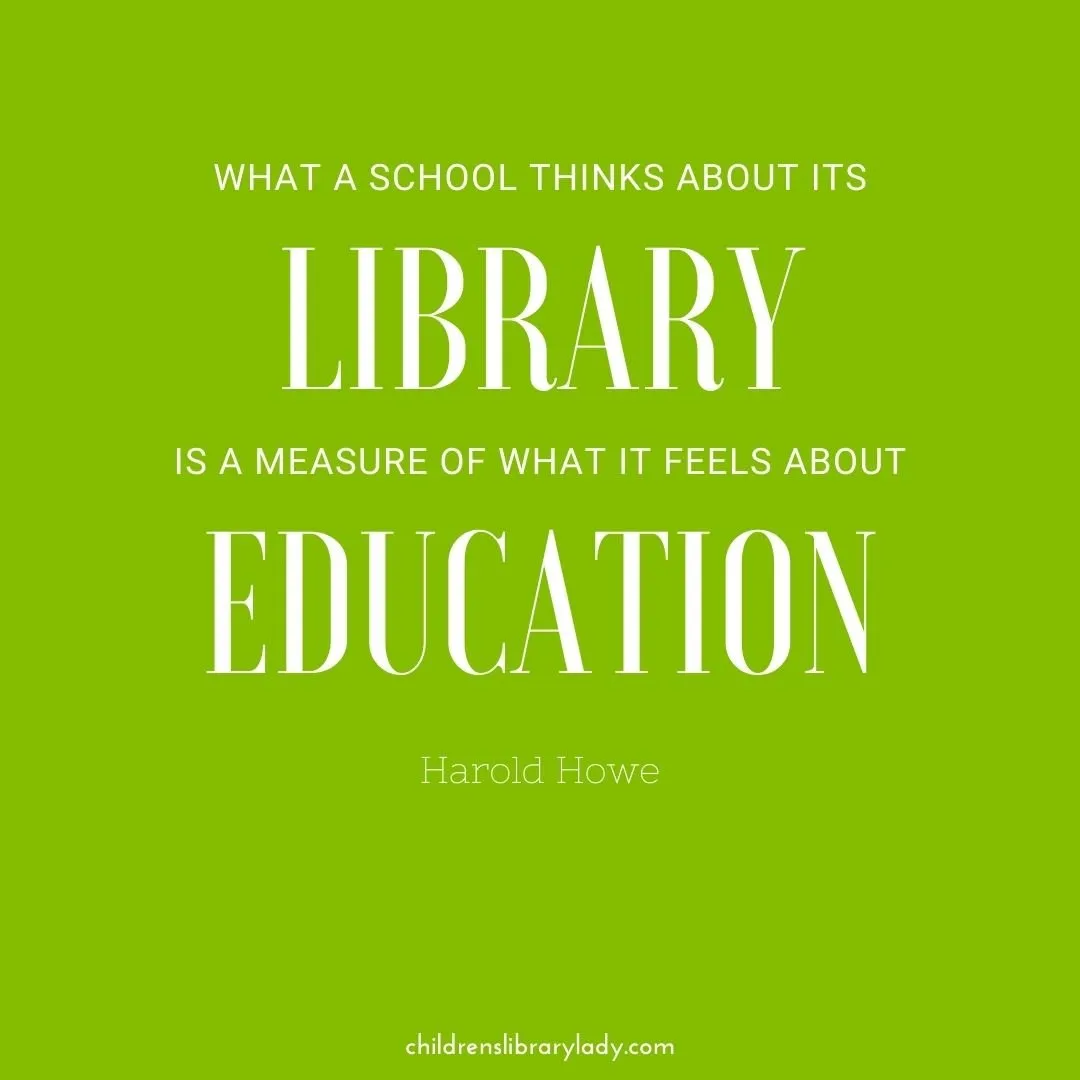 WHAT A SCHOOL THINKS ABOUT ITS
LIBRARY
IS A MEASURE OF WHAT IT FEELS ABOUT
EDUCATION
Harold Howe
childrenslibrarylady.com